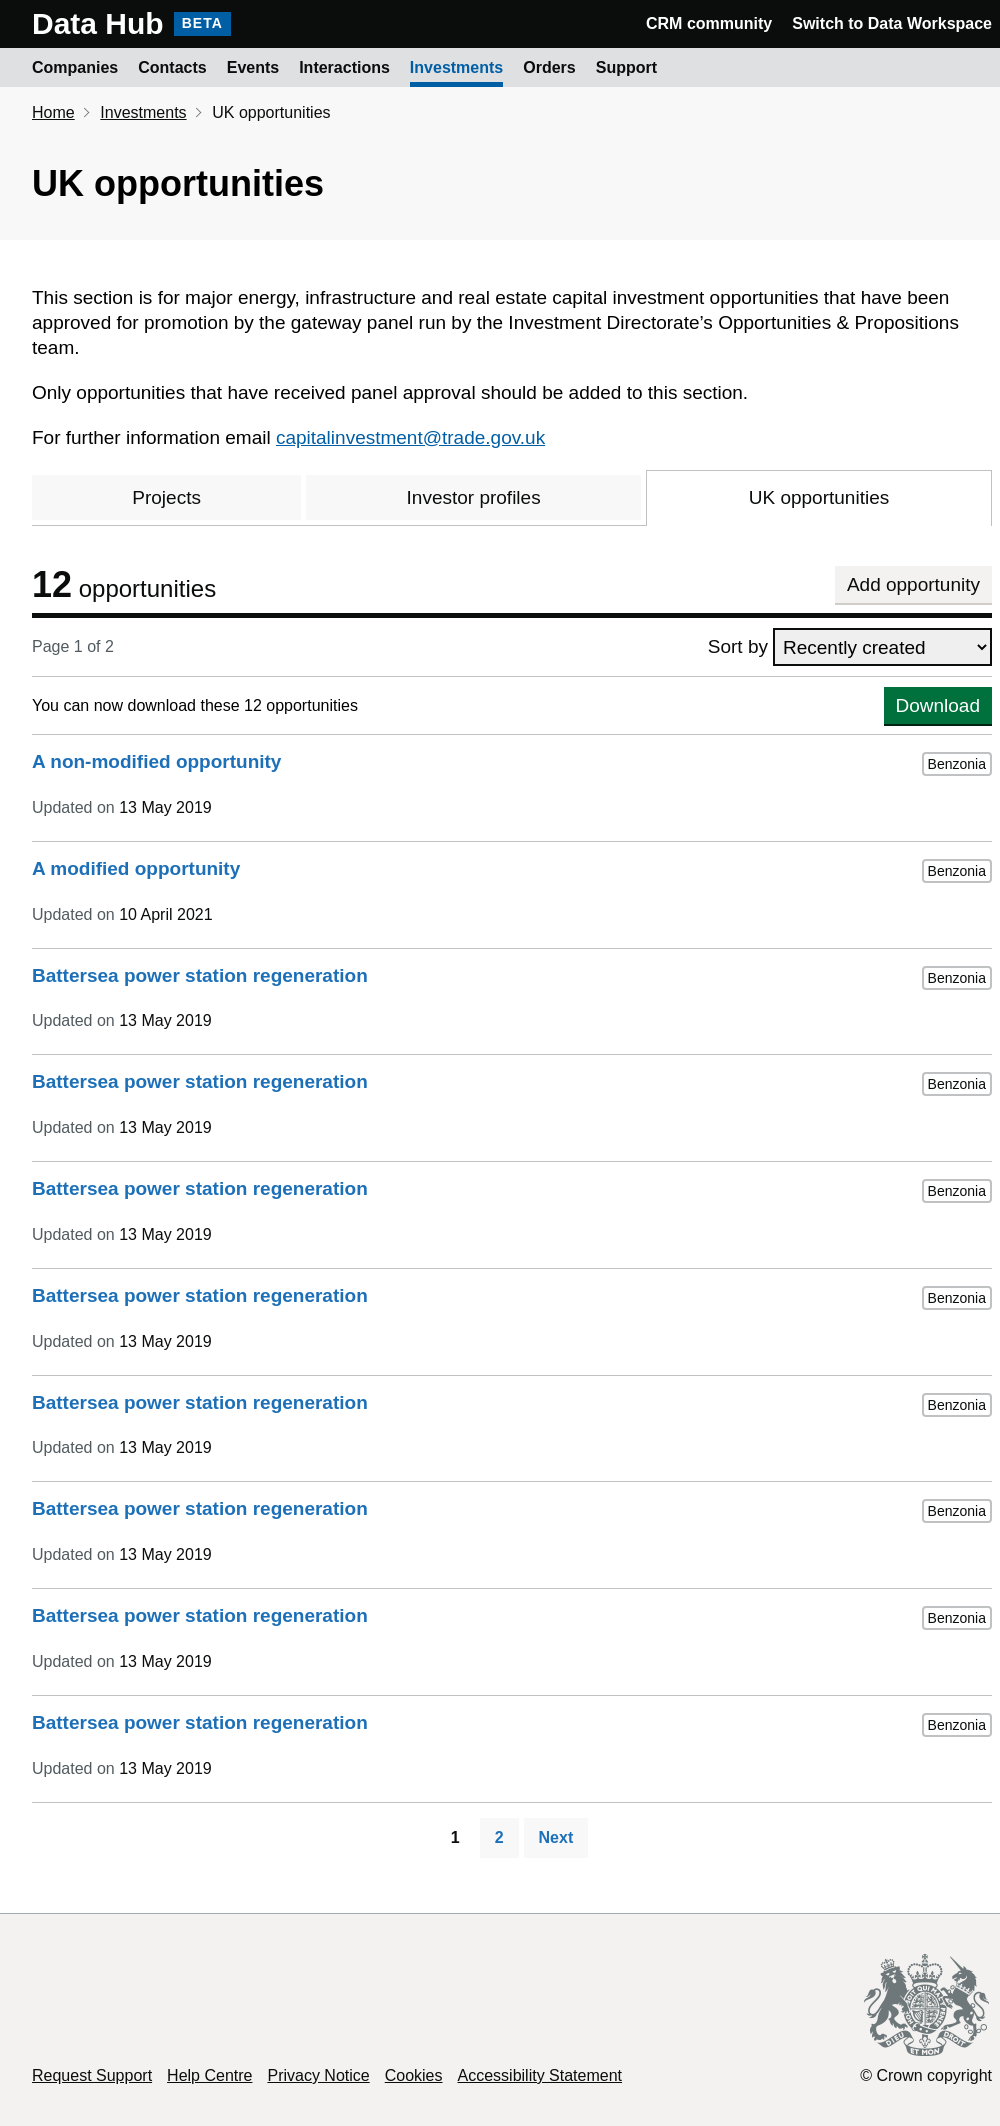 Data Hub BETA CRM community Switch to Data Workspace
Companies Contacts Events Interactions Investments Orders Support
Home Investments UK opportunities
UK opportunities
This section is for major energy, infrastructure and real estate capital investment opportunities that have been
approved for promotion by the gateway panel run by the Investment Directorate’s Opportunities & Propositions
team.
Only opportunities that have received panel approval should be added to this section.
For further information email capitalinvestment@trade.gov.uk
Projects Investor profiles UK opportunities
12 opportunities Add opportunity
Page 1 of 2 Sort by Recently created
You can now download these 12 opportunities Download
A non-modified opportunity Benzonia
Updated on 13 May 2019
A modified opportunity Benzonia
Updated on 10 April 2021
Battersea power station regeneration Benzonia
Updated on 13 May 2019
Battersea power station regeneration Benzonia
Updated on 13 May 2019
Battersea power station regeneration Benzonia
Updated on 13 May 2019
Battersea power station regeneration Benzonia
Updated on 13 May 2019
Battersea power station regeneration Benzonia
Updated on 13 May 2019
Battersea power station regeneration Benzonia
Updated on 13 May 2019
Battersea power station regeneration Benzonia
Updated on 13 May 2019
Battersea power station regeneration Benzonia
Updated on 13 May 2019
1 2 Next
DIEU ET MON DROIT
Request Support Help Centre Privacy Notice Cookies Accessibility Statement © Crown copyright